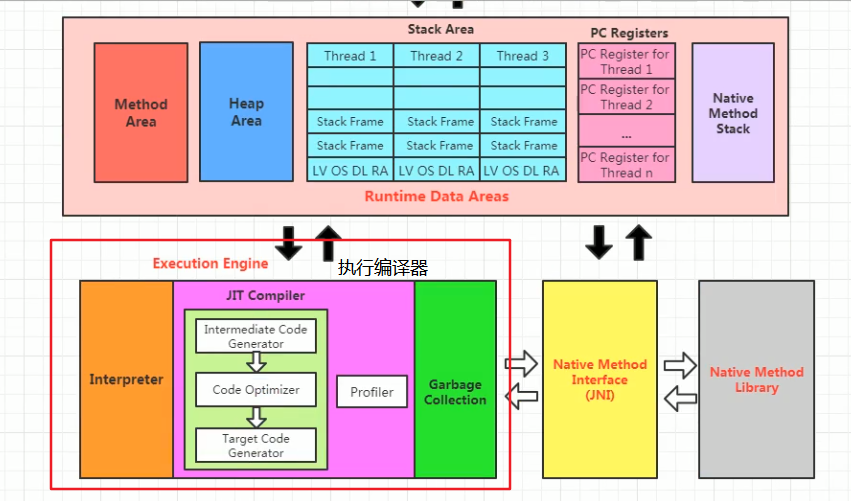 Stack Area
PC Registers
Method
Area
Heap
Area
Thread 1
Thread 2
Thread 3
Stack Frame
Stack Frame
Stack Frame
Stack Frame
Stack Frame
Stack Frame
LV OS DL RA
LV OS DL RA
LV OS DL RA
PC Register for
Thread 1
PC Register for
Thread 2
...
PC Register for
Thread n
Native
Method
Stack
Runtime Data Areas
Execution Engine
执行编译器
Interpreter
JIT Compiler
Intermediate Code
Generator
Code Optimizer
Target Code
Generator
Profiler
Garbage
Collection
Native Method
Interface
(JNI)
Native Method
Library